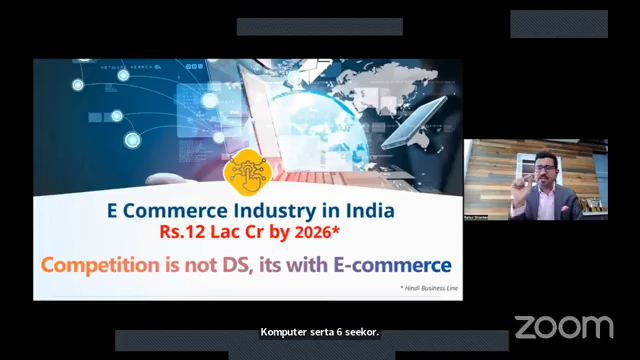 E Commerce Industry in India
Rs.12 Lac Cr by 2026*
Competition is not DS, its with E-commerce
* Hindi Business Line
Komputer serta 6 seekor.
zoom